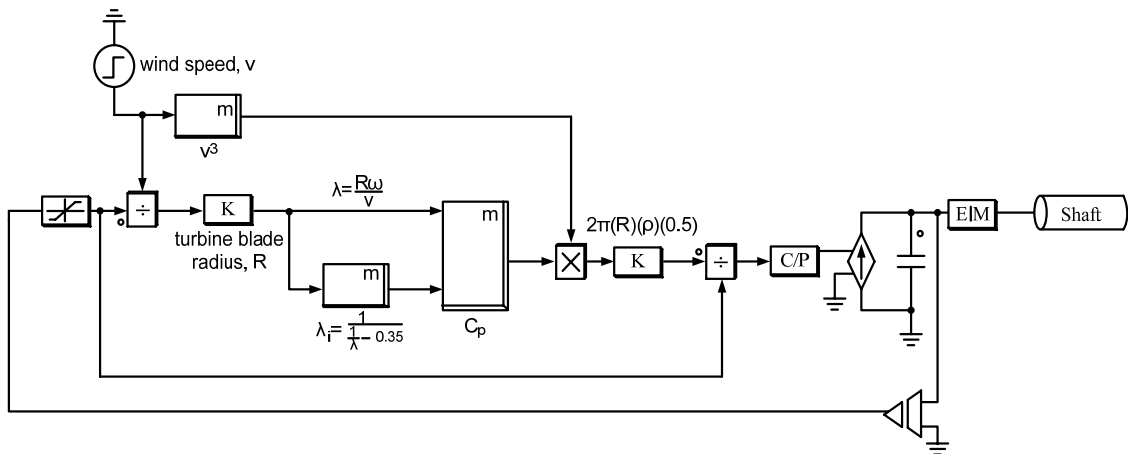 wind speed, v
m
v³
÷
K
turbine blade
radius, R
λ=Rω/v
m
λi=1/(1/λ − 0.35)
m
Cp
×
2π(R)(ρ)(0.5)
K
÷
C/P
E|M
Shaft